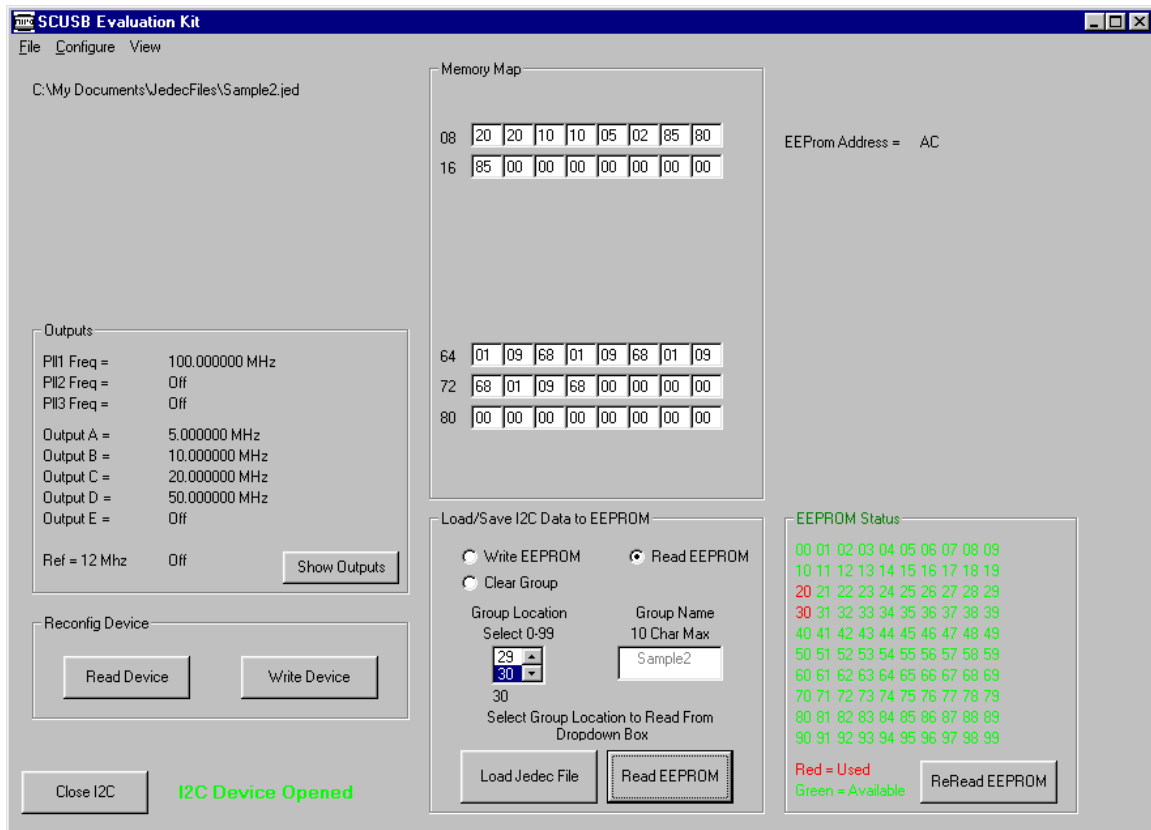 SCUSB Evaluation Kit
File Configure View
C:\My Documents\JedecFiles\Sample2.jed
Memory Map
08 20 20 10 10 05 02 85 80
16 85 00 00 00 00 00 00 00
64 01 09 68 01 09 68 01 09
72 68 01 09 68 00 00 00 00
80 00 00 00 00 00 00 00 00
EEProm Address = AC
Outputs
Pll1 Freq = 100.000000 MHz
Pll2 Freq = Off
Pll3 Freq = Off
Output A = 5.000000 MHz
Output B = 10.000000 MHz
Output C = 20.000000 MHz
Output D = 50.000000 MHz
Output E = Off
Ref = 12 Mhz Off
Show Outputs
Reconfig Device
Read Device Write Device
Close I2C I2C Device Opened
Load/Save I2C Data to EEPROM
Write EEPROM Read EEPROM
Clear Group
Group Location Group Name
Select 0-99 10 Char Max
29
30
Sample2
30
Select Group Location to Read From
Dropdown Box
Load Jedec File Read EEPROM
EEPROM Status
00 01 02 03 04 05 06 07 08 09
10 11 12 13 14 15 16 17 18 19
20 21 22 23 24 25 26 27 28 29
30 31 32 33 34 35 36 37 38 39
40 41 42 43 44 45 46 47 48 49
50 51 52 53 54 55 56 57 58 59
60 61 62 63 64 65 66 67 68 69
70 71 72 73 74 75 76 77 78 79
80 81 82 83 84 85 86 87 88 89
90 91 92 93 94 95 96 97 98 99
Red = Used
Green = Available
ReRead EEPROM